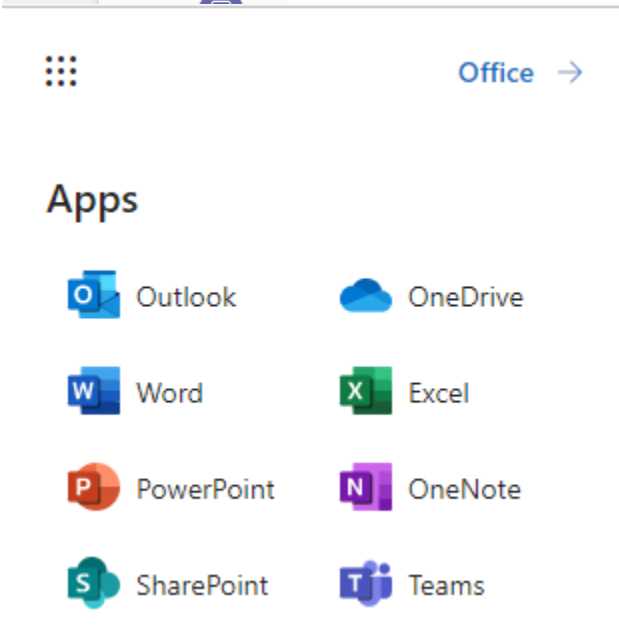 Office
Apps
O Outlook
OneDrive
W Word
X Excel
P PowerPoint
N OneNote
S SharePoint
T Teams